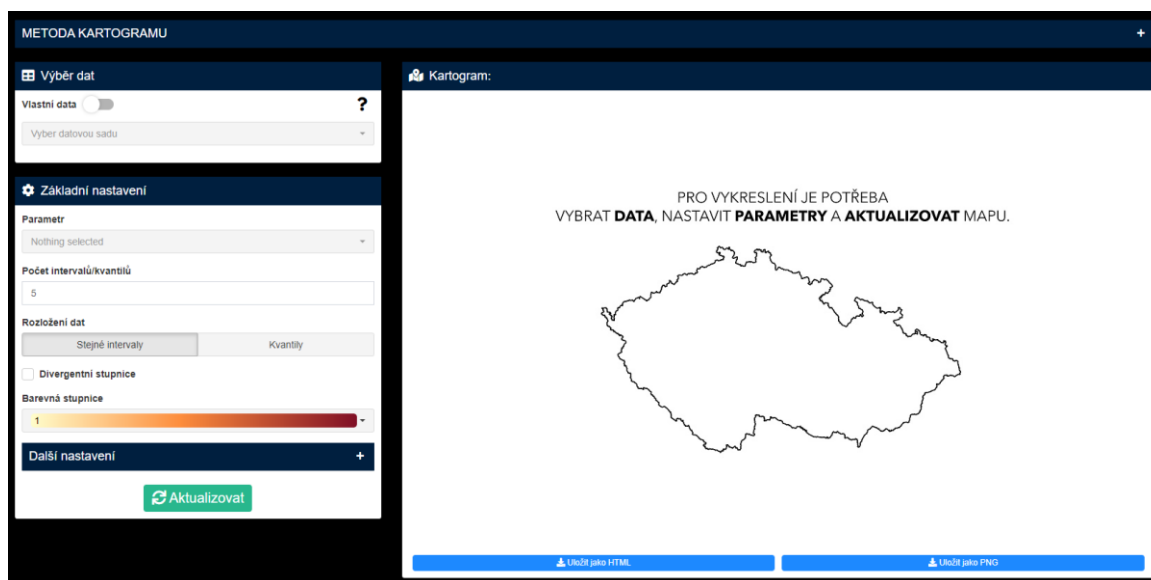 METODA KARTOGRAMU
+
Výběr dat
Vlastní data
?
Vyber datovou sadu
Základní nastavení
Parametr
Nothing selected
Počet intervalů/kvantilů
5
Rozložení dat
Stejné intervaly
Kvantily
Divergentní stupnice
Barevná stupnice
1
Další nastavení
+
Aktualizovat
Kartogram:
PRO VYKRESLENÍ JE POTŘEBA
VYBRAT DATA, NASTAVIT PARAMETRY A AKTUALIZOVAT MAPU.
Uložit jako HTML
Uložit jako PNG